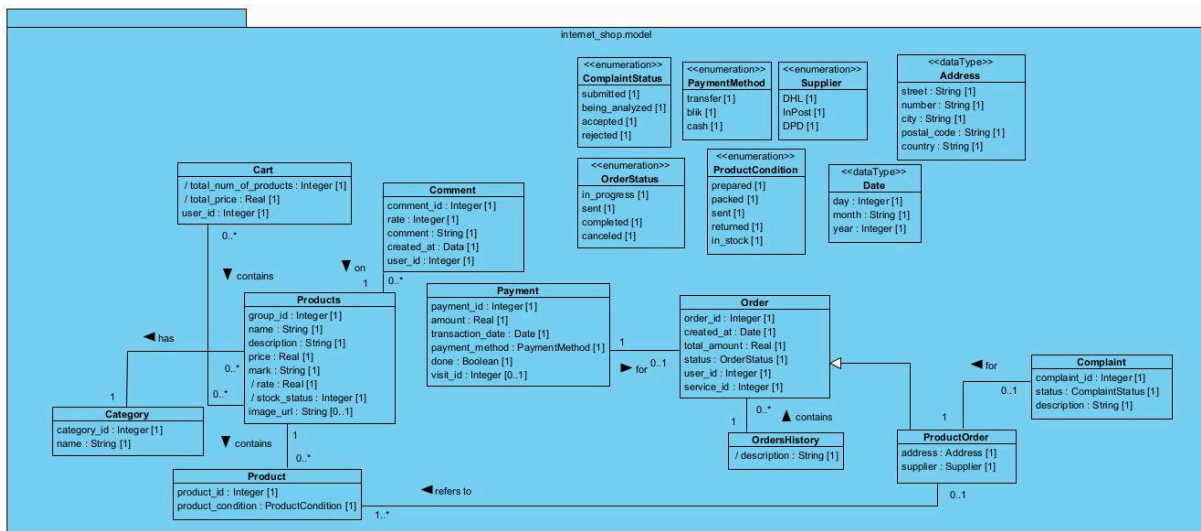 internet_shop.model
<<enumeration>>
ComplaintStatus
submitted [1]
being_analyzed [1]
accepted [1]
rejected [1]
<<enumeration>>
PaymentMethod
transfer [1]
blik [1]
cash [1]
<<enumeration>>
Supplier
DHL [1]
InPost [1]
DPD [1]
<<dataType>>
Address
street : String [1]
number : String [1]
city : String [1]
postal_code : String [1]
country : String [1]
<<enumeration>>
OrderStatus
in_progress [1]
sent [1]
completed [1]
canceled [1]
<<enumeration>>
ProductCondition
prepared [1]
packed [1]
sent [1]
returned [1]
in_stock [1]
<<dataType>>
Date
day : Integer [1]
month : String [1]
year : Integer [1]
Cart
/ total_num_of_products : Integer [1]
/ total_price : Real [1]
user_id : Integer [1]
0..*
contains
Comment
comment_id : Integer [1]
rate : Integer [1]
comment : String [1]
created_at : Data [1]
user_id : Integer [1]
0..*
on
1
Products
group_id : Integer [1]
name : String [1]
description : String [1]
price : Real [1]
mark : String [1]
/ rate : Real [1]
/ stock_status : Integer [1]
image_url : String [0..1]
has
0..*
1
0..*
Category
category_id : Integer [1]
name : String [1]
contains
1
0..*
Product
product_id : Integer [1]
product_condition : ProductCondition [1]
1..*
refers to
0..1
Payment
payment_id : Integer [1]
amount : Real [1]
transaction_date : Date [1]
payment_method : PaymentMethod [1]
done : Boolean [1]
visit_id : Integer [0..1]
1
for
0..1
Order
order_id : Integer [1]
created_at : Date [1]
total_amount : Real [1]
status : OrderStatus [1]
user_id : Integer [1]
service_id : Integer [1]
0..*
contains
1
OrdersHistory
/ description : String [1]
for
Complaint
complaint_id : Integer [1]
status : ComplaintStatus [1]
description : String [1]
0..1
1
ProductOrder
address : Address [1]
supplier : Supplier [1]